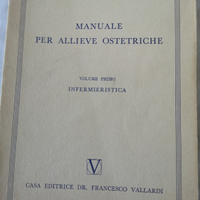 MANUALE
PER ALLIEVE OSTETRICHE
VOLUME PRIMO
INFERMIERISTICA
V
CASA EDITRICE DR. FRANCESCO VALLARDI